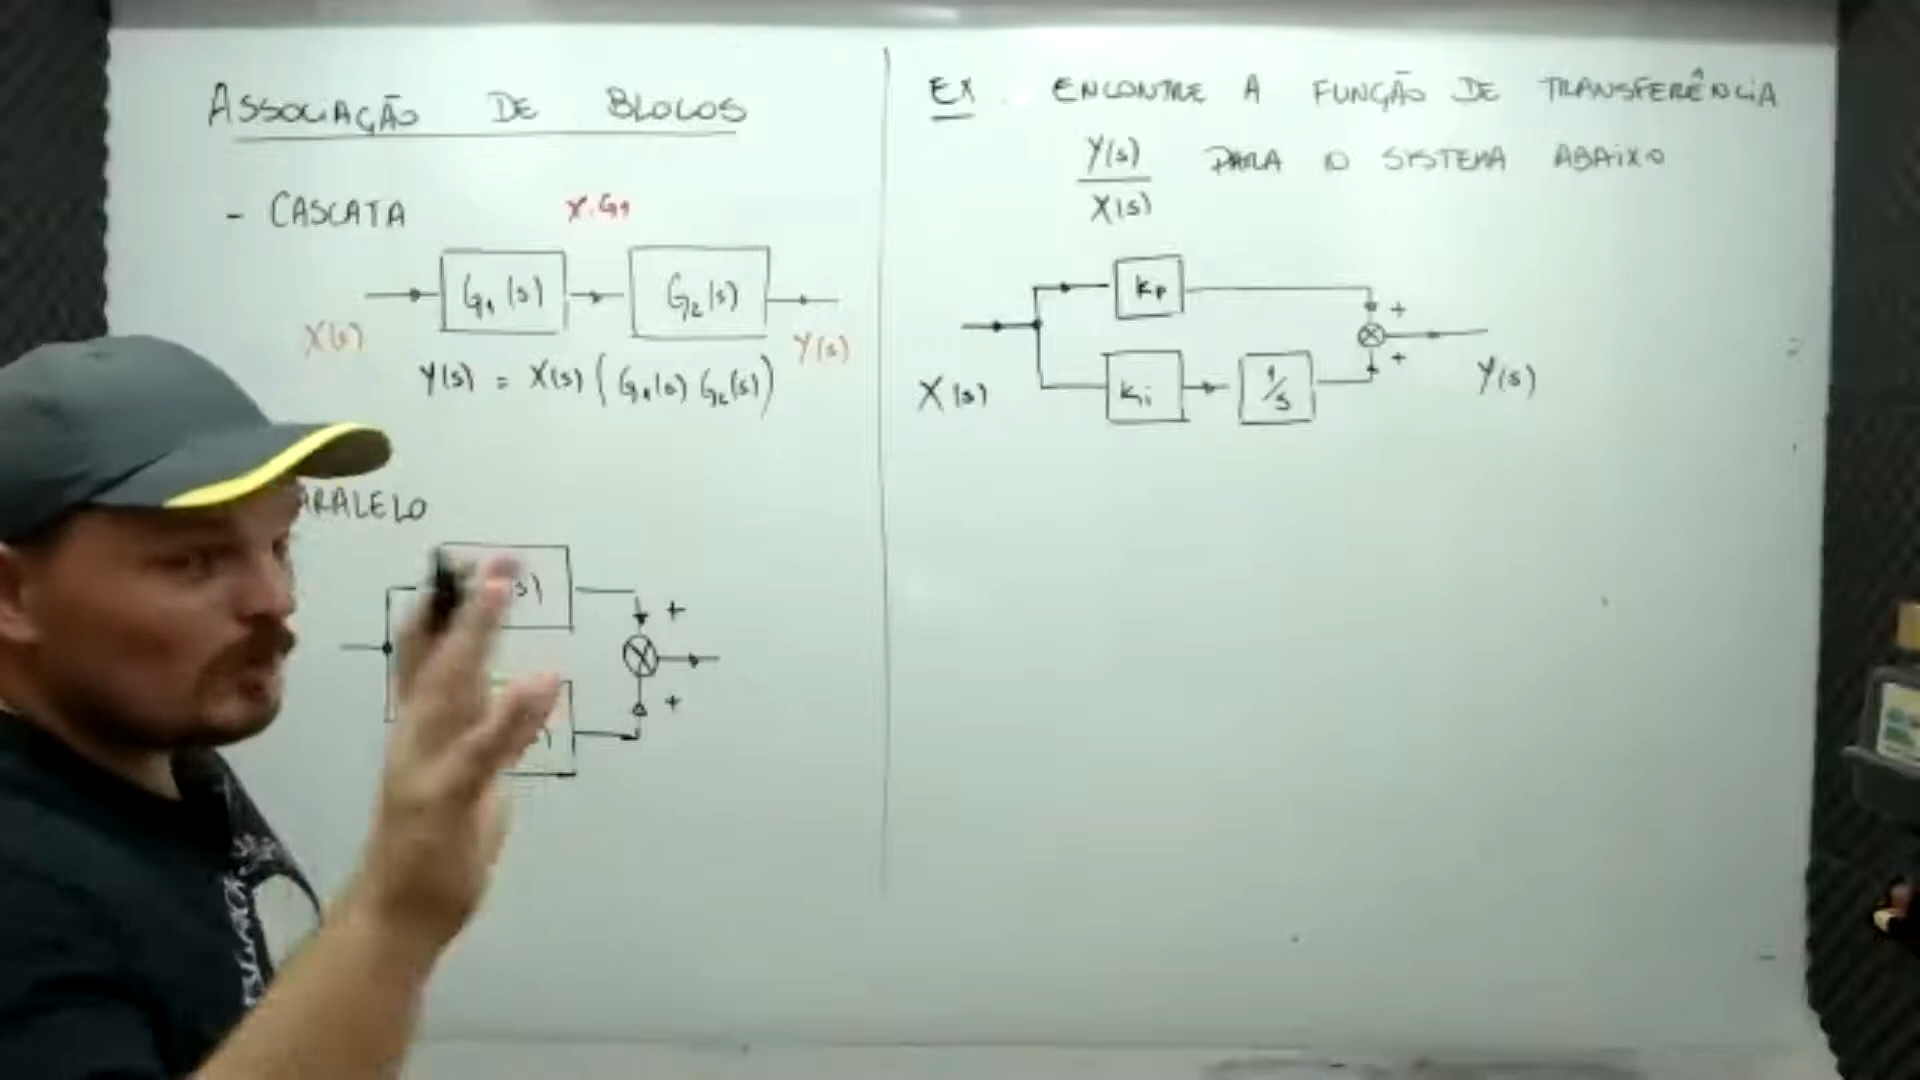 ASSOCIAÇÃO DE BLOCOS
- CASCATA
X.G1
G1(s) G2(s)
X(s) Y(s)
Y(s) = X(s) (G1(s) G2(s))
ARALELO
s)
+
+
EX. ENCONTRE A FUNÇÃO DE TRANSFERÊNCIA
Y(s)/X(s) PARA O SISTEMA ABAIXO
kp
+
+
X(s) ki 1/s Y(s)